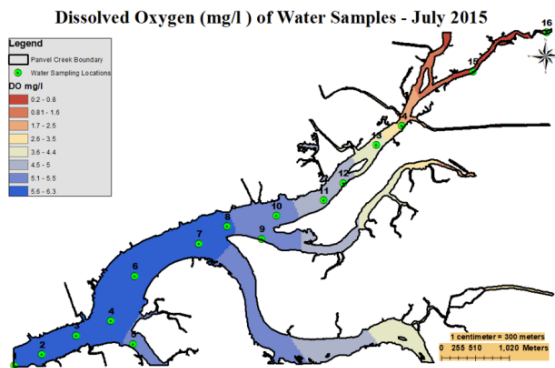 Dissolved Oxygen (mg/l ) of Water Samples - July 2015
Legend
Panvel Creek Boundary
Water Sampling Locations
DO mg/l
0.2 - 0.8
0.81 - 1.6
1.7 - 2.5
2.6 - 3.5
3.6 - 4.4
4.5 - 5
5.1 - 5.5
5.6 - 6.3
16
15
14
13
12
11
10
9
8
7
6
5
4
3
2
1 centimeter = 300 meters
0 255 510 1,020 Meters